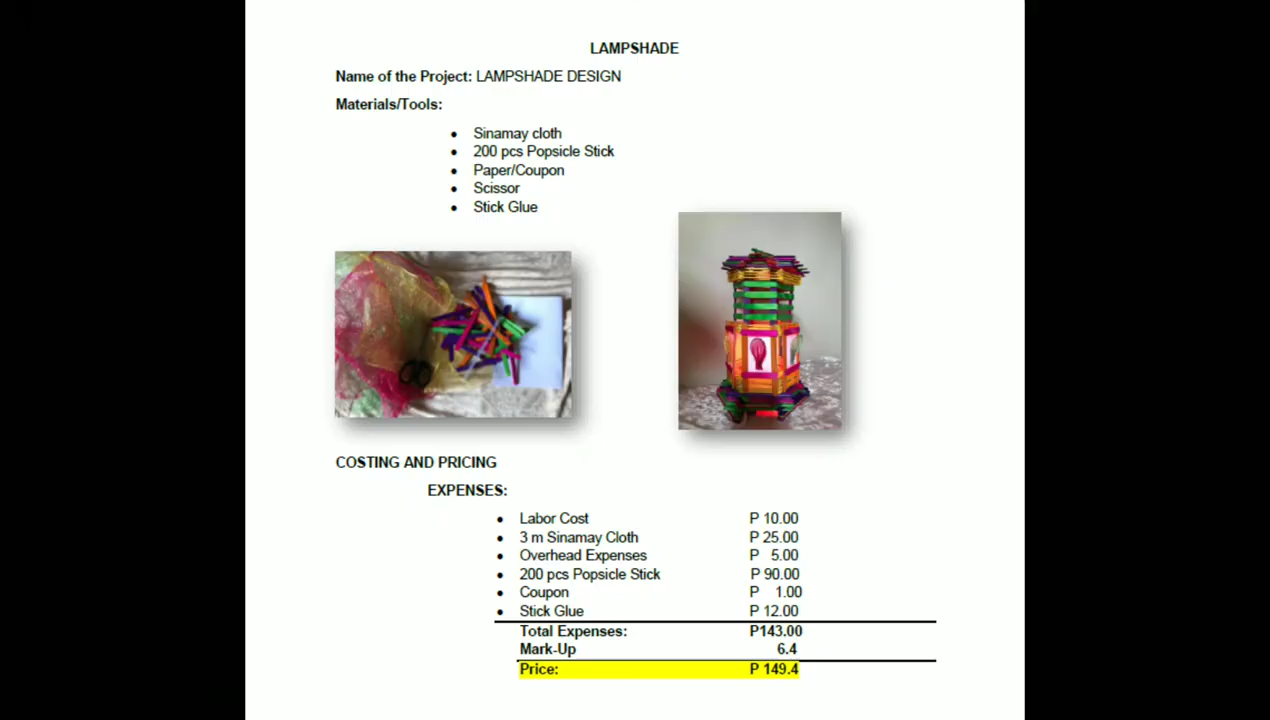 LAMPSHADE
Name of the Project: LAMPSHADE DESIGN
Materials/Tools:
• Sinamay cloth
• 200 pcs Popsicle Stick
• Paper/Coupon
• Scissor
• Stick Glue
COSTING AND PRICING
EXPENSES:
• Labor Cost P 10.00
• 3 m Sinamay Cloth P 25.00
• Overhead Expenses P 5.00
• 200 pcs Popsicle Stick P 90.00
• Coupon P 1.00
• Stick Glue P 12.00
Total Expenses: P143.00
Mark-Up 6.4
Price: P 149.4